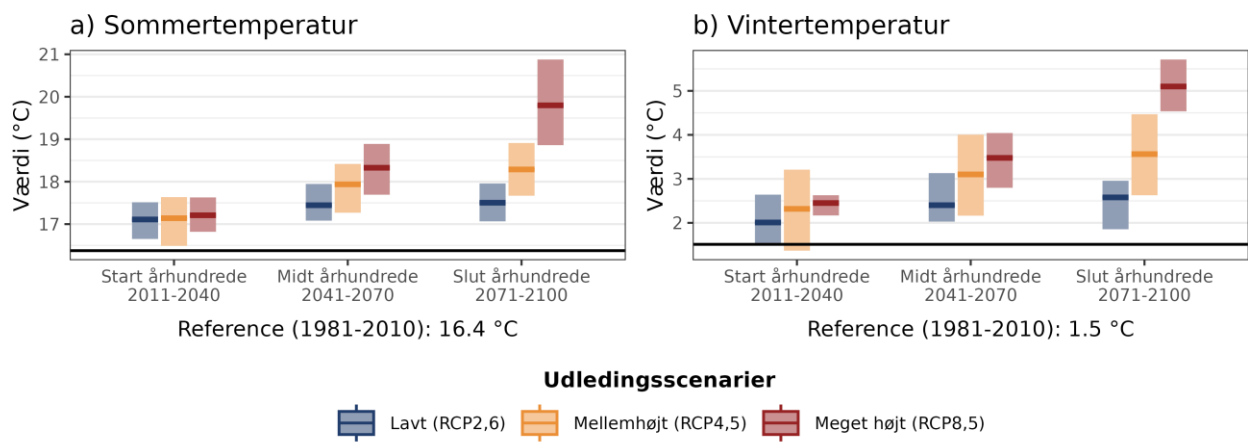 a) Sommertemperatur
Værdi (°C)
21
20
19
18
17
Start århundrede
2011-2040
Midt århundrede
2041-2070
Slut århundrede
2071-2100
Reference (1981-2010): 16.4 °C
b) Vintertemperatur
Værdi (°C)
5
4
3
2
Start århundrede
2011-2040
Midt århundrede
2041-2070
Slut århundrede
2071-2100
Reference (1981-2010): 1.5 °C
Udledingsscenarier
Lavt (RCP2,6)
Mellemhøjt (RCP4,5)
Meget højt (RCP8,5)